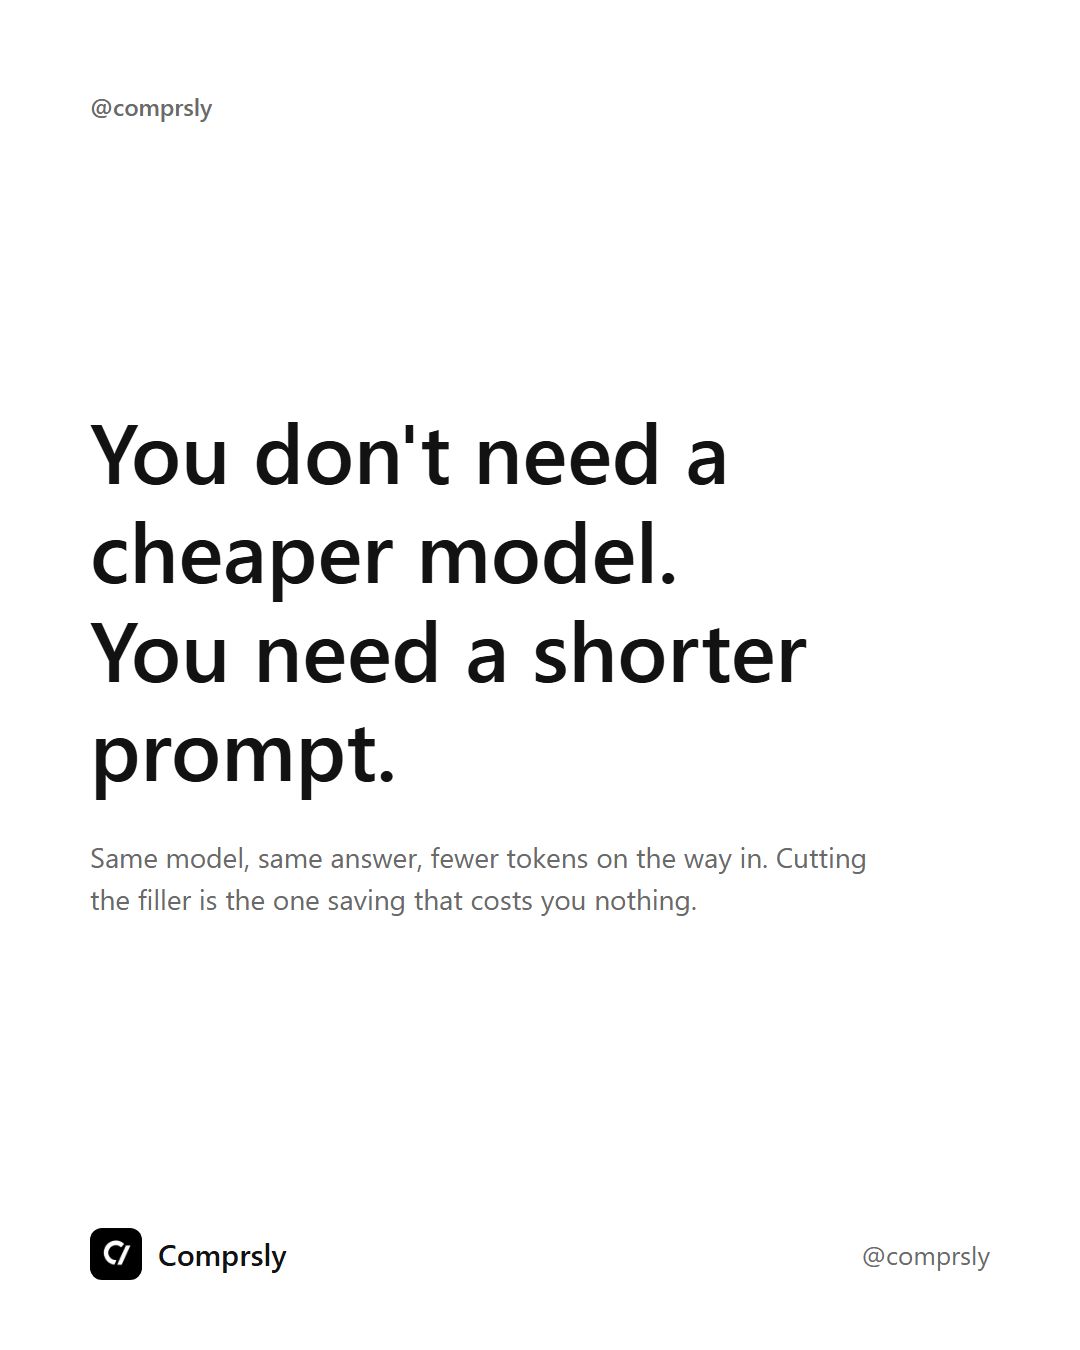 @comprsly
You don't need a
cheaper model.
You need a shorter
prompt.
Same model, same answer, fewer tokens on the way in. Cutting
the filler is the one saving that costs you nothing.
Comprsly
@comprsly